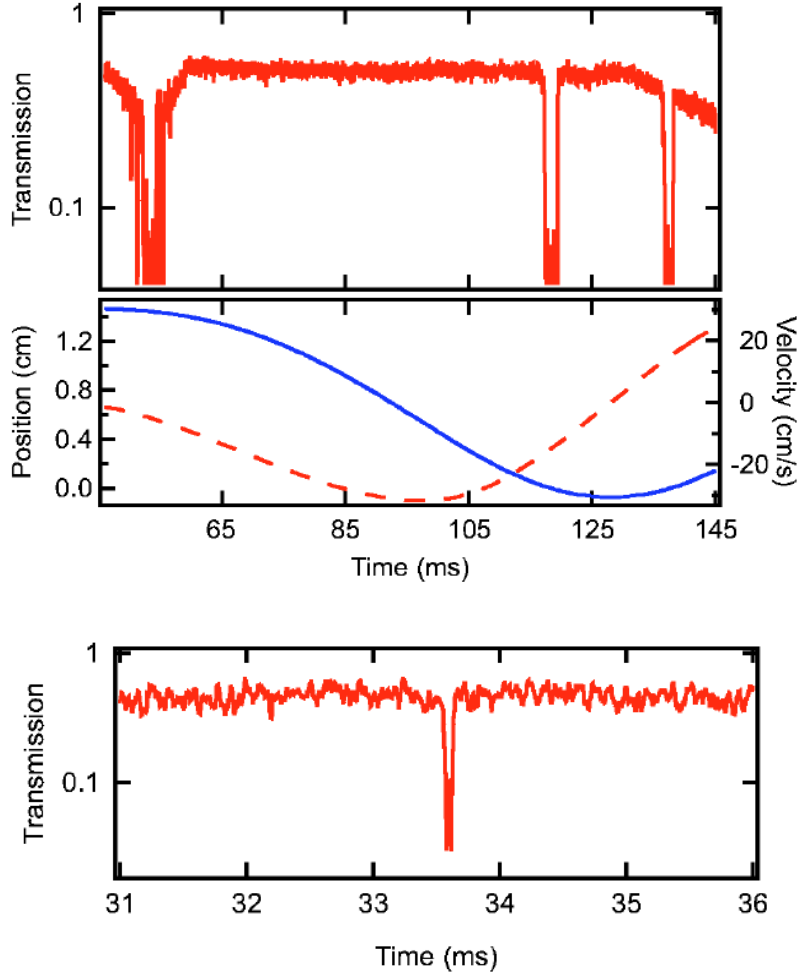 1
0.1
Transmission
1.2
0.8
0.4
0.0
Position (cm)
20
0
-20
Velocity (cm/s)
65 85 105 125 145
Time (ms)
1
0.1
Transmission
31 32 33 34 35 36
Time (ms)